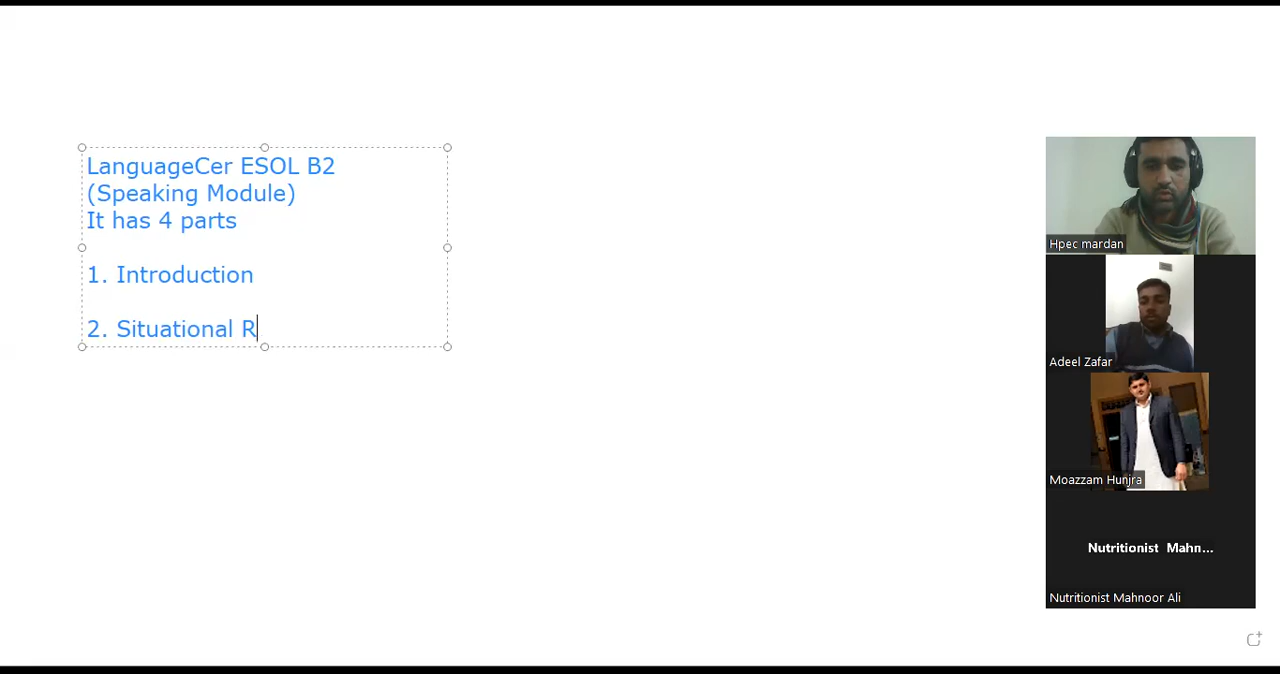 LanguageCer ESOL B2
(Speaking Module)
It has 4 parts
1. Introduction
2. Situational R
Hpec mardan
Adeel Zafar
Moazzam Hunjra
Nutritionist Mahn...
Nutritionist Mahnoor Ali